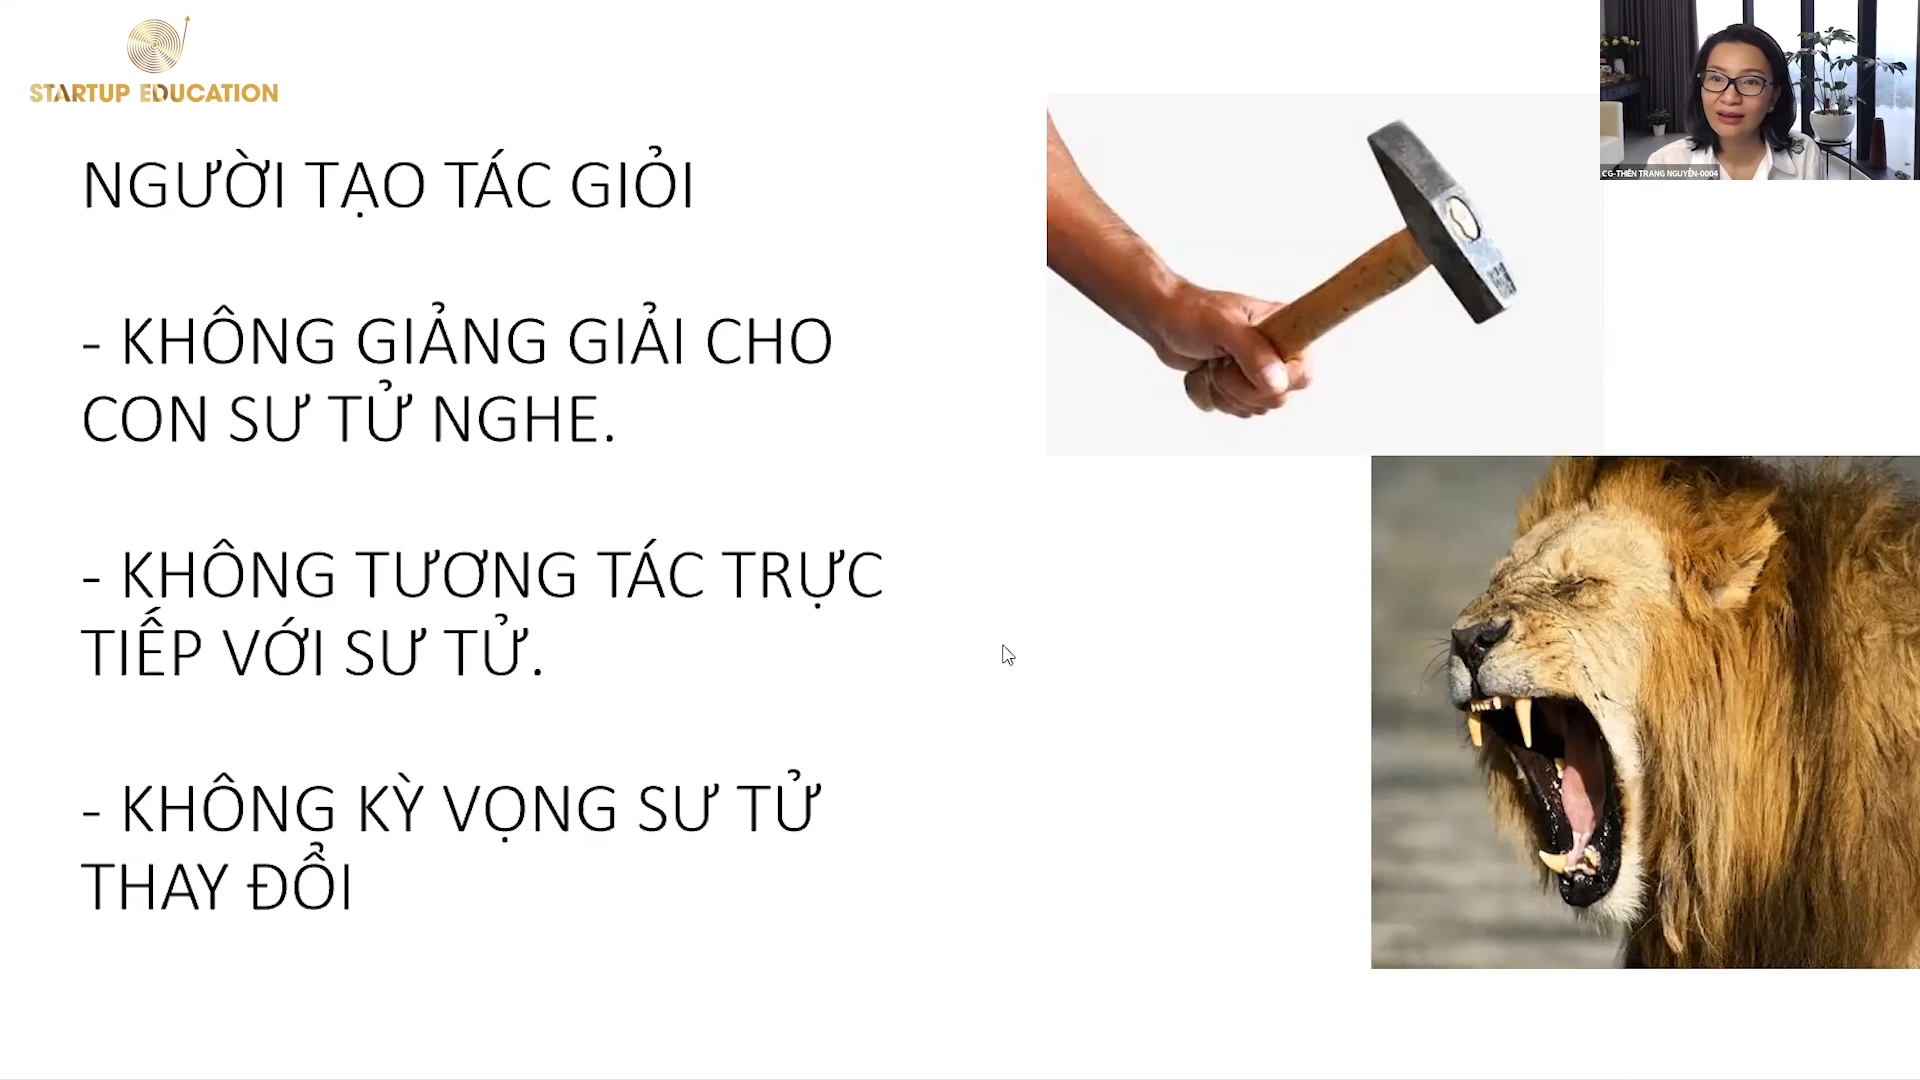 STARTUP EDUCATION
NGƯỜI TẠO TÁC GIỎI
- KHÔNG GIẢNG GIẢI CHO
CON SƯ TỬ NGHE.
- KHÔNG TƯƠNG TÁC TRỰC
TIẾP VỚI SƯ TỬ.
- KHÔNG KỲ VỌNG SƯ TỬ
THAY ĐỔI
CG-THIÊN TRANG NGUYỄN-0004